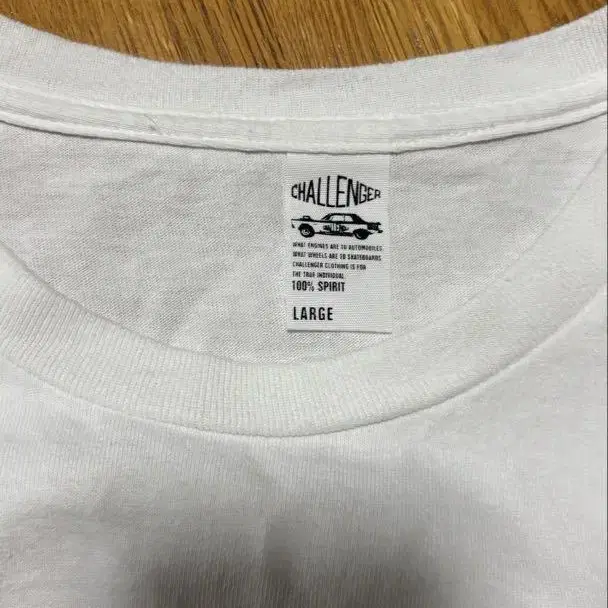 CHALLENGER
WHAT ENGINES ARE TO AUTOMOBILES
WHAT WHEELS ARE TO SKATEBOARDS
CHALLENGER CLOTHING IS FOR
THE TRUE INDIVIDUAL
100% SPIRIT
LARGE